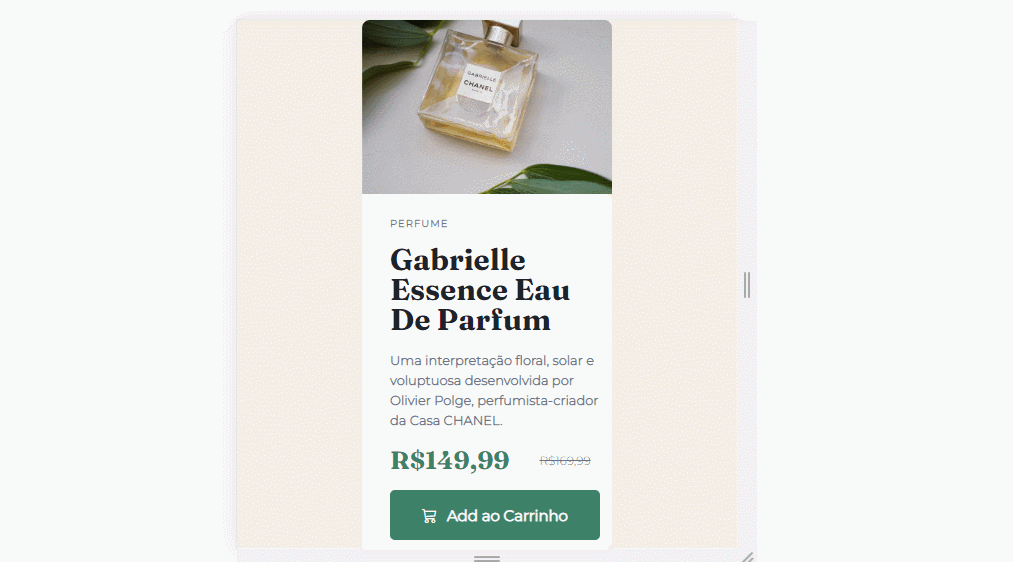 GABRIELLE
CHANEL
PERFUME
Gabrielle
Essence Eau
De Parfum
Uma interpretação floral, solar e
voluptuosa desenvolvida por
Olivier Polge, perfumista-criador
da Casa CHANEL.
R$149,99 R$169,99
Add ao Carrinho